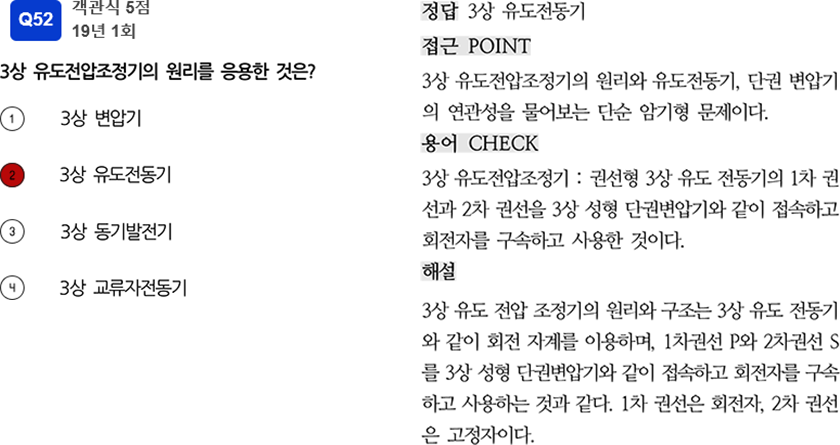 Q52
객관식 5점
19년 1회
3상 유도전압조정기의 원리를 응용한 것은?
1 3상 변압기
2 3상 유도전동기
3 3상 동기발전기
4 3상 교류자전동기
정답 3상 유도전동기
접근 POINT
3상 유도전압조정기의 원리와 유도전동기, 단권 변압기
의 연관성을 물어보는 단순 암기형 문제이다.
용어 CHECK
3상 유도전압조정기 : 권선형 3상 유도 전동기의 1차 권
선과 2차 권선을 3상 성형 단권변압기와 같이 접속하고
회전자를 구속하고 사용한 것이다.
해설
3상 유도 전압 조정기의 원리와 구조는 3상 유도 전동기
와 같이 회전 자계를 이용하며, 1차권선 P와 2차권선 S
를 3상 성형 단권변압기와 같이 접속하고 회전자를 구속
하고 사용하는 것과 같다. 1차 권선은 회전자, 2차 권선
은 고정자이다.